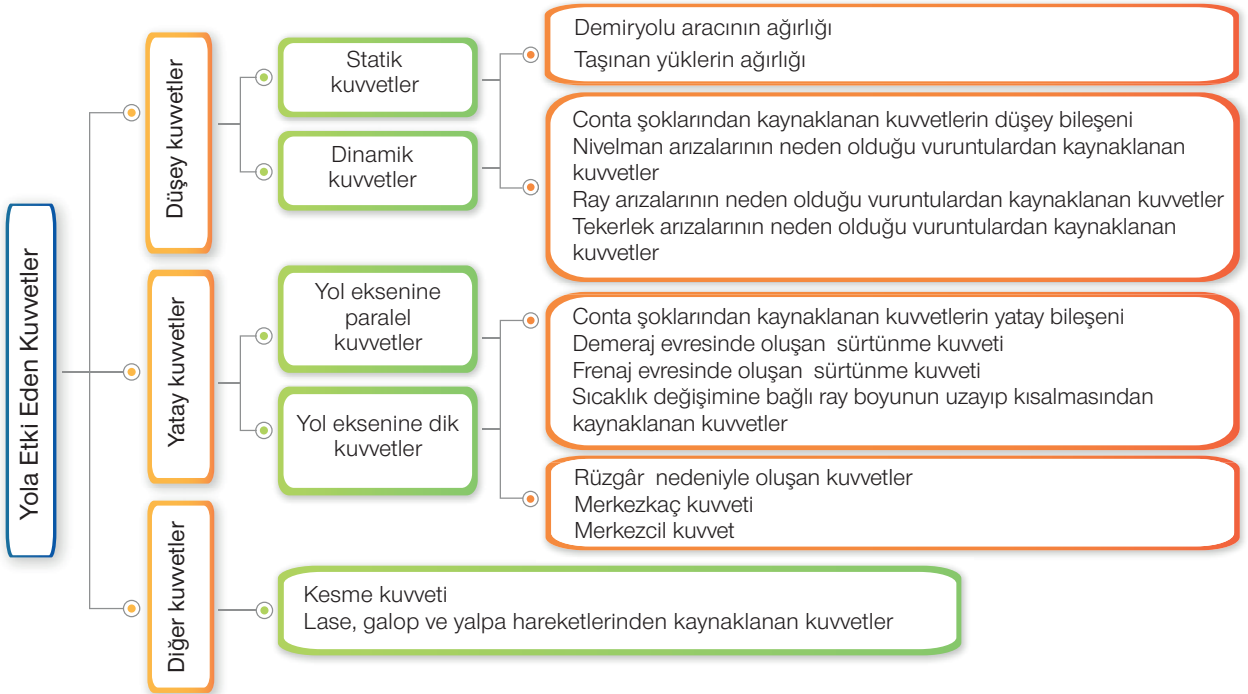 Yola Etki Eden Kuvvetler
Düşey kuvvetler
Statik
kuvvetler
Demiryolu aracının ağırlığı
Taşınan yüklerin ağırlığı
Dinamik
kuvvetler
Conta şoklarından kaynaklanan kuvvetlerin düşey bileşeni
Nivelman arızalarının neden olduğu vuruntulardan kaynaklanan
kuvvetler
Ray arızalarının neden olduğu vuruntulardan kaynaklanan kuvvetler
Tekerlek arızalarının neden olduğu vuruntulardan kaynaklanan
kuvvetler
Yatay kuvvetler
Yol eksenine
paralel
kuvvetler
Conta şoklarından kaynaklanan kuvvetlerin yatay bileşeni
Demeraj evresinde oluşan sürtünme kuvveti
Frenaj evresinde oluşan sürtünme kuvveti
Sıcaklık değişimine bağlı ray boyunun uzayıp kısalmasından
kaynaklanan kuvvetler
Yol eksenine dik
kuvvetler
Rüzgâr nedeniyle oluşan kuvvetler
Merkezkaç kuvveti
Merkezcil kuvvet
Diğer kuvvetler
Kesme kuvveti
Lase, galop ve yalpa hareketlerinden kaynaklanan kuvvetler